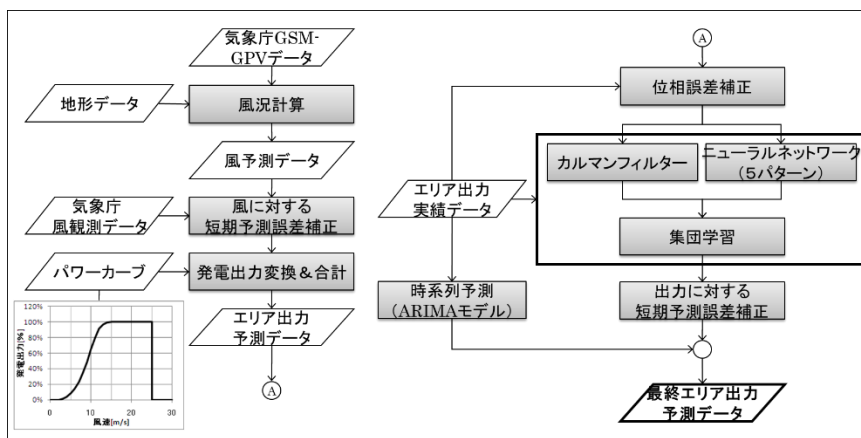 気象庁GSM-
GPVデータ
地形データ
風況計算
風予測データ
気象庁
風観測データ
風に対する
短期予測誤差補正
パワーカーブ
発電出力変換&合計
エリア出力
予測データ
A
120%
100%
80%
60%
40%
20%
0%
発電出力[%]
0
10
20
30
風速[m/s]
A
位相誤差補正
カルマンフィルター
ニューラルネットワーク
(5パターン)
エリア出力
実績データ
集団学習
時系列予測
(ARIMAモデル)
出力に対する
短期予測誤差補正
最終エリア出力
予測データ